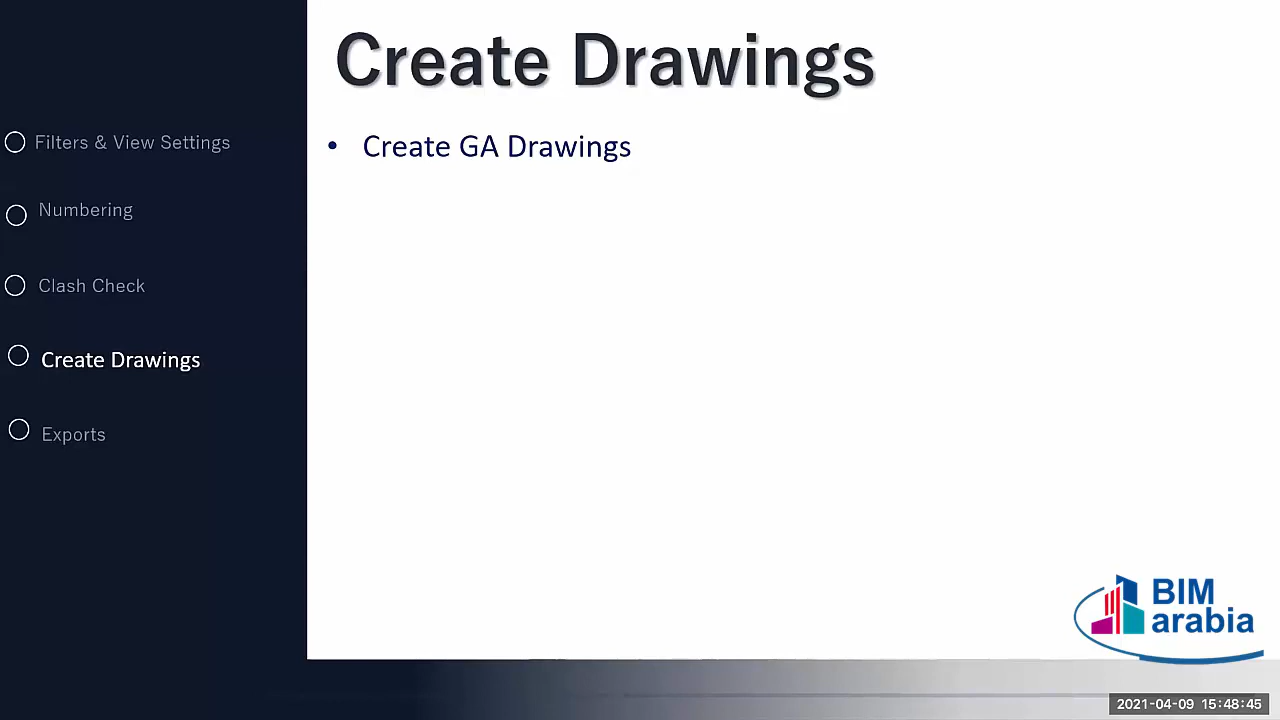 Create Drawings
• Create GA Drawings
Filters & View Settings
Numbering
Clash Check
Create Drawings
Exports
BIM
arabia
2021-04-09 15:48:45